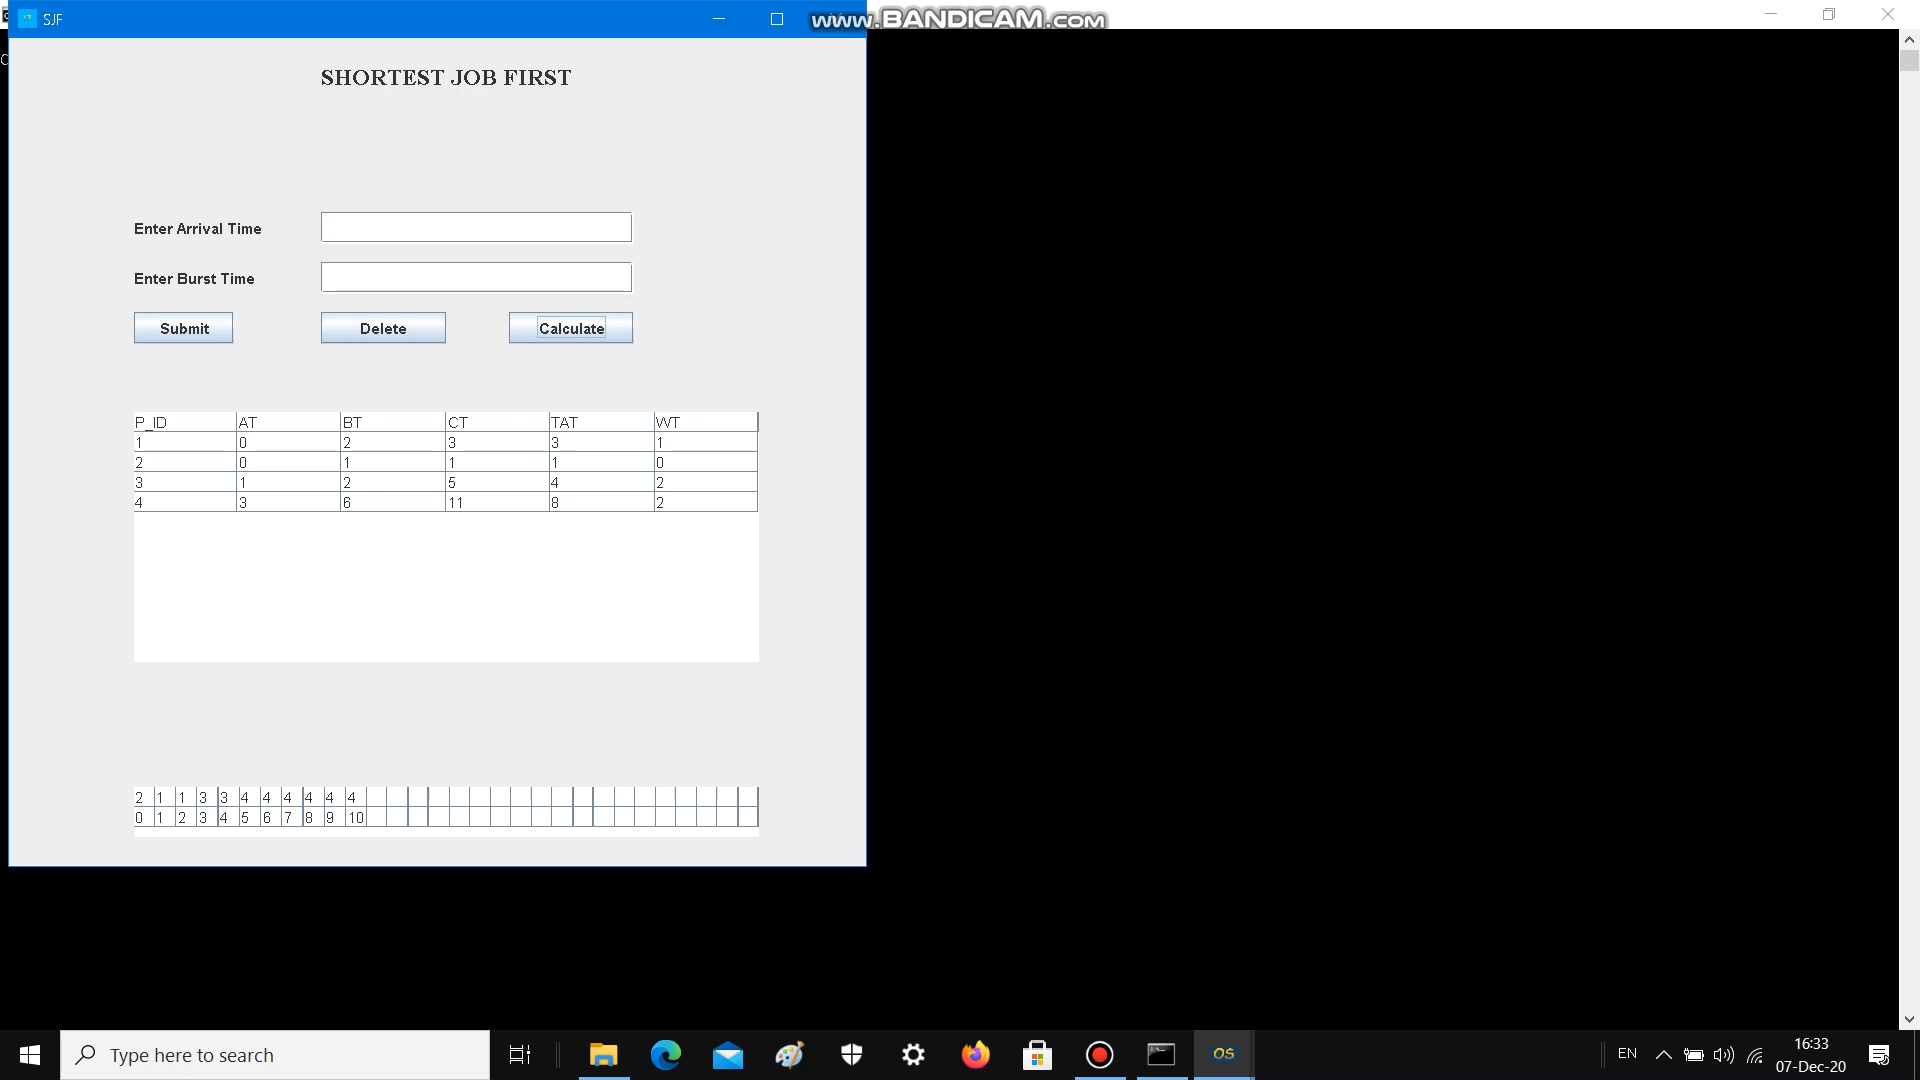 SJF
www.BANDICAM.com
SHORTEST JOB FIRST
Enter Arrival Time
Enter Burst Time
Submit Delete Calculate
P_ID AT BT CT TAT WT
1 0 2 3 3 1
2 0 1 1 1 0
3 1 2 5 4 2
4 3 6 11 8 2
2 1 1 3 3 4 4 4 4 4 4
0 1 2 3 4 5 6 7 8 9 10
Type here to search
OS
EN
16:33
07-Dec-20